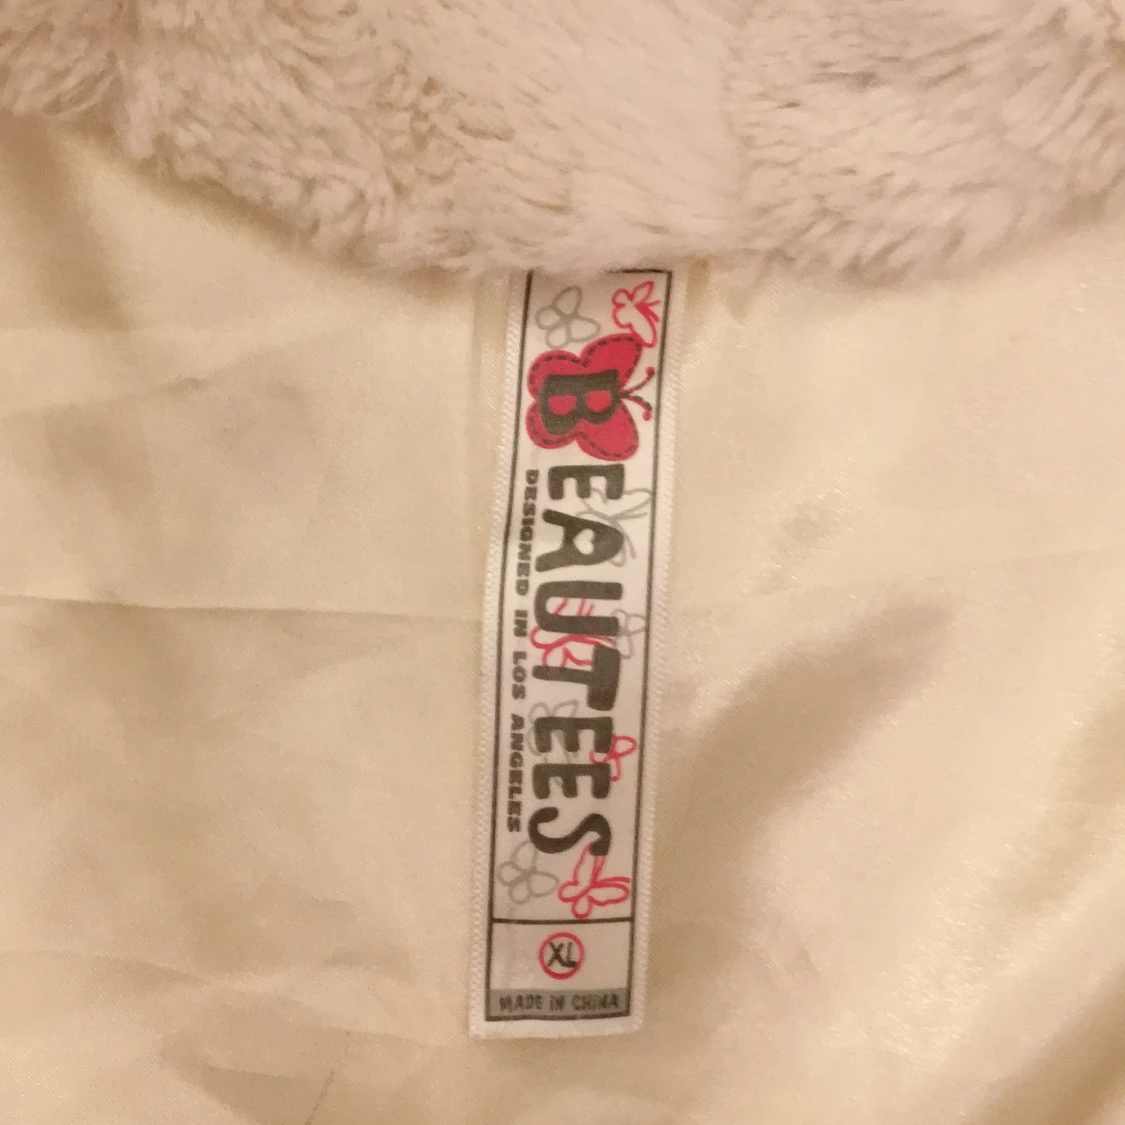 BEAUTEES
DESIGNED IN LOS ANGELES
XL
MADE IN CHINA